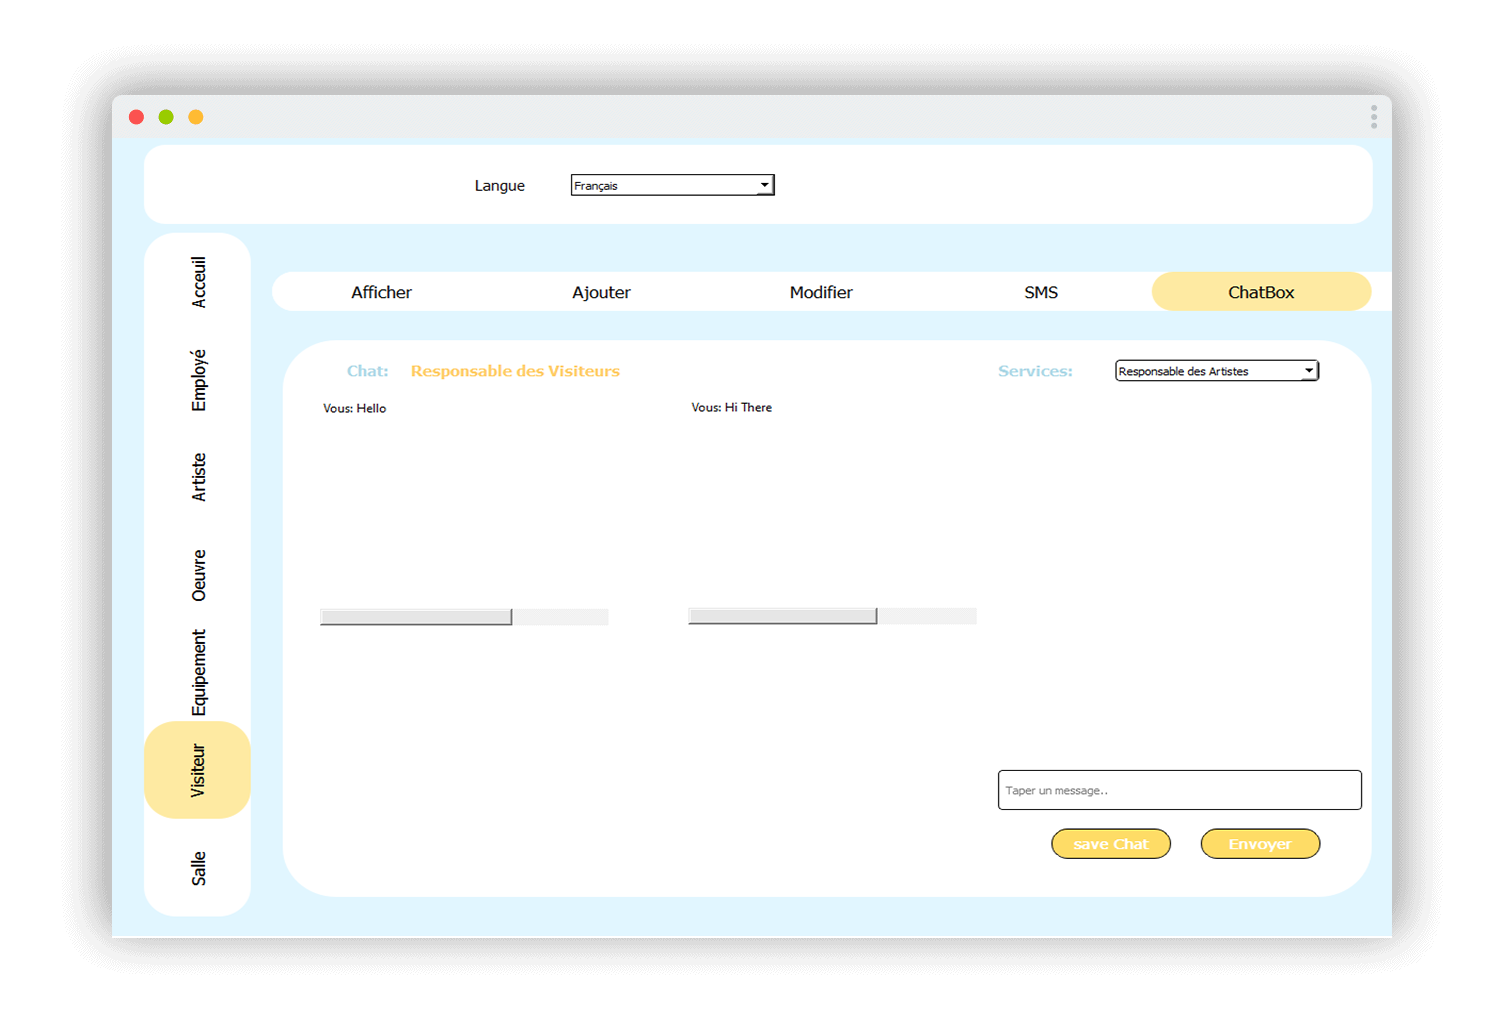 Langue Français
Acceuil
Employé
Artiste
Oeuvre
Equipement
Visiteur
Salle
Afficher Ajouter Modifier SMS ChatBox
Chat: Responsable des Visiteurs Services: Responsable des Artistes
Vous: Hello Vous: Hi There
Taper un message..
save Chat Envoyer